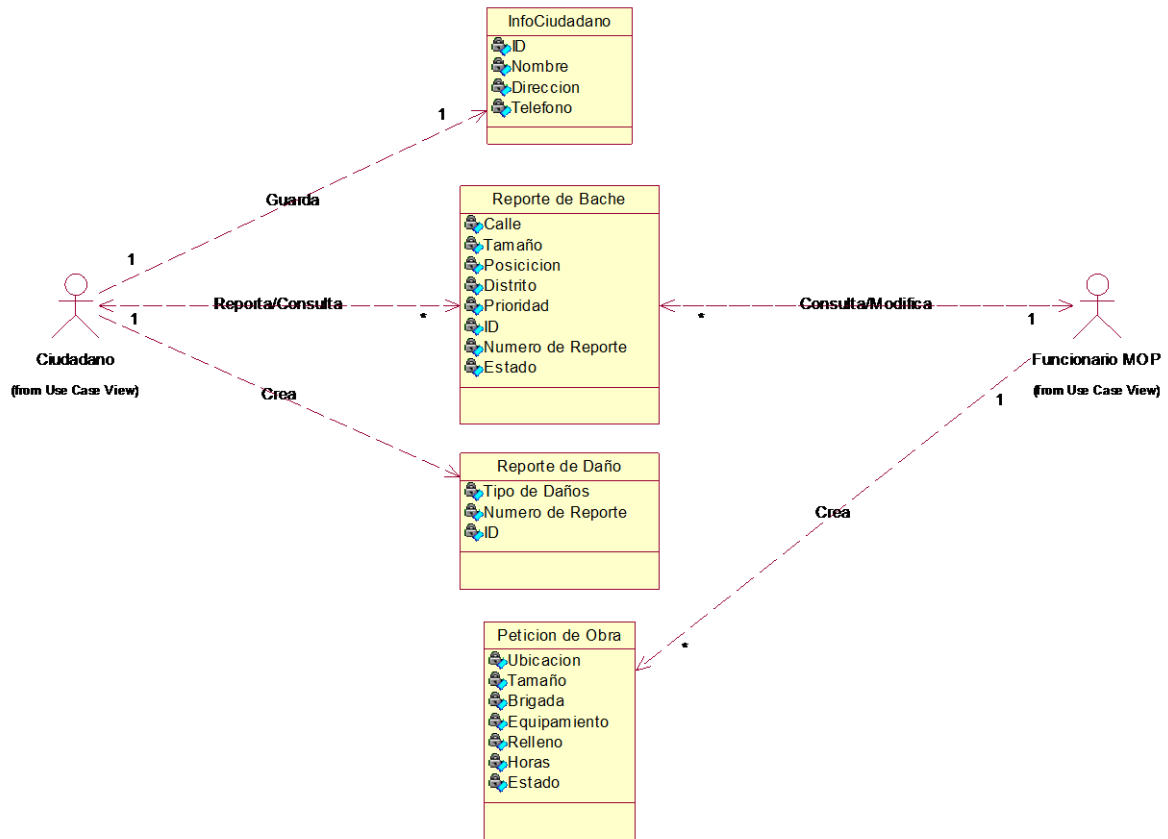 InfoCiudadano
ID
Nombre
Direccion
Telefono
1
1
Guarda
Reporte de Bache
Calle
Tamaño
Posicicion
Distrito
Prioridad
ID
Numero de Reporte
Estado
Reporta/Consulta
1
*
Consulta/Modifica
*
1
Ciudadano
(from Use Case View)
Funcionario MOP
(from Use Case View)
Crea
Reporte de Daño
Tipo de Daños
Numero de Reporte
ID
1
Crea
*
Peticion de Obra
Ubicacion
Tamaño
Brigada
Equipamiento
Relleno
Horas
Estado